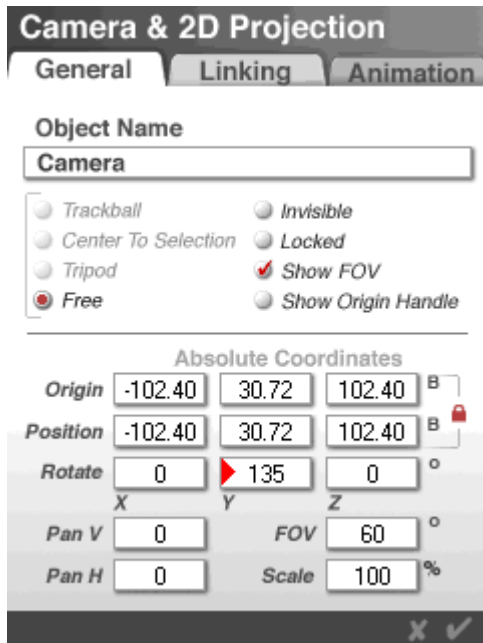 Camera & 2D Projection
General Linking Animation
Object Name
Camera
Trackball Invisible
Center To Selection Locked
Tripod Show FOV
Free Show Origin Handle
Absolute Coordinates
Origin -102.40 30.72 102.40 B
Position -102.40 30.72 102.40 B
Rotate 0 135 0 °
X Y Z
Pan V 0 FOV 60 °
Pan H 0 Scale 100 %